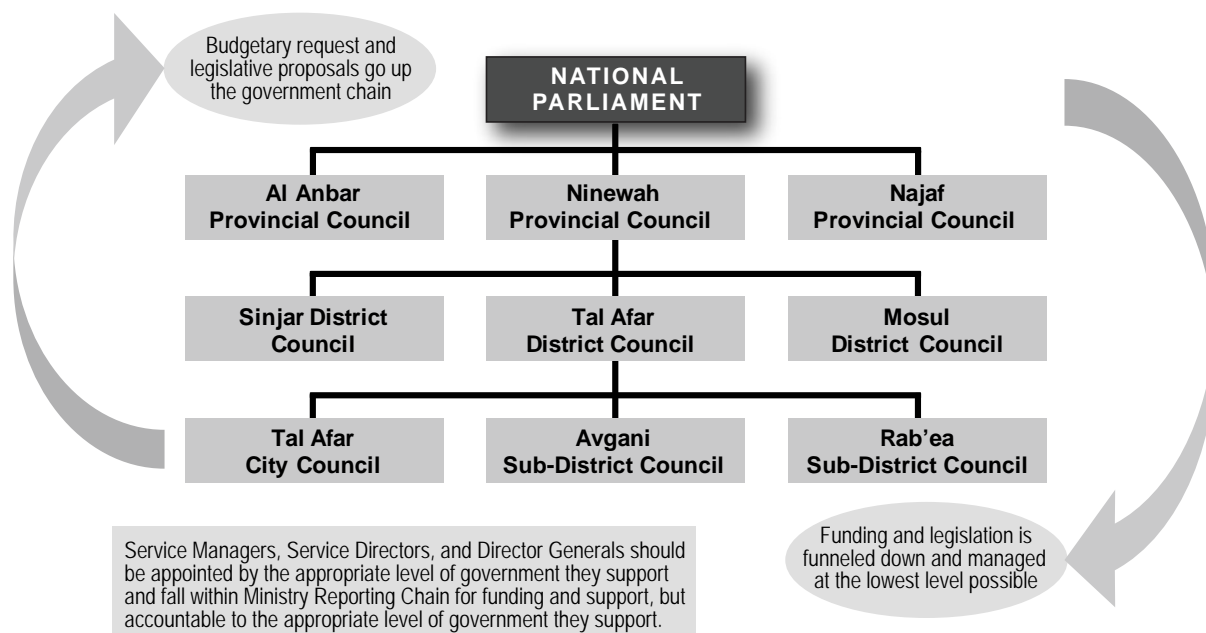 Budgetary request and
legislative proposals go up
the government chain
NATIONAL
PARLIAMENT
Al Anbar
Provincial Council
Ninewah
Provincial Council
Najaf
Provincial Council
Sinjar District
Council
Tal Afar
District Council
Mosul
District Council
Tal Afar
City Council
Avgani
Sub-District Council
Rab’ea
Sub-District Council
Service Managers, Service Directors, and Director Generals should
be appointed by the appropriate level of government they support
and fall within Ministry Reporting Chain for funding and support, but
accountable to the appropriate level of government they support.
Funding and legislation is
funneled down and managed
at the lowest level possible